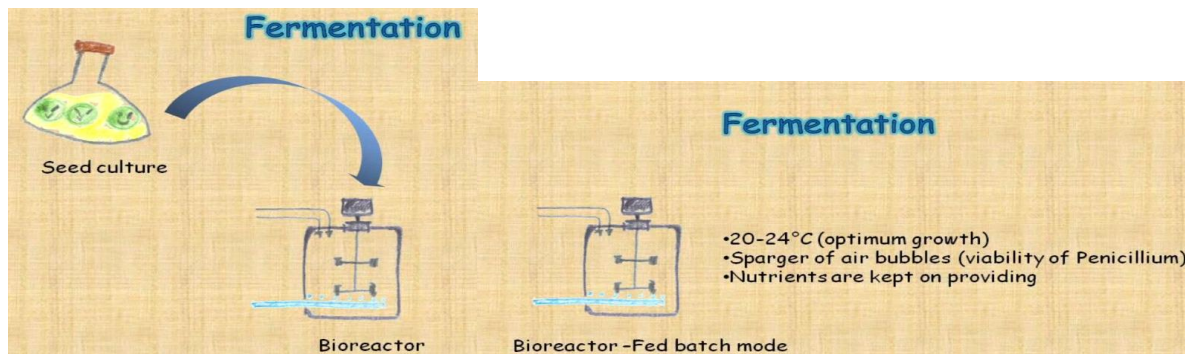 Fermentation
Seed culture
Bioreactor
Fermentation
•20-24°C (optimum growth)
•Sparger of air bubbles (viability of Penicillium)
•Nutrients are kept on providing
Bioreactor -Fed batch mode